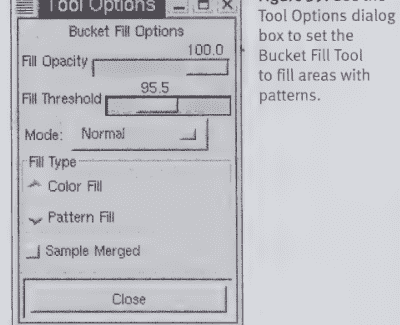 Tool Options
Bucket Fill Options
100.0
Fill Opacity
95.5
Fill Threshold
Mode: Normal
Fill Type
Color Fill
Pattern Fill
Sample Merged
Close
Tool Options dialog
box to set the
Bucket Fill Tool
to fill areas with
patterns.